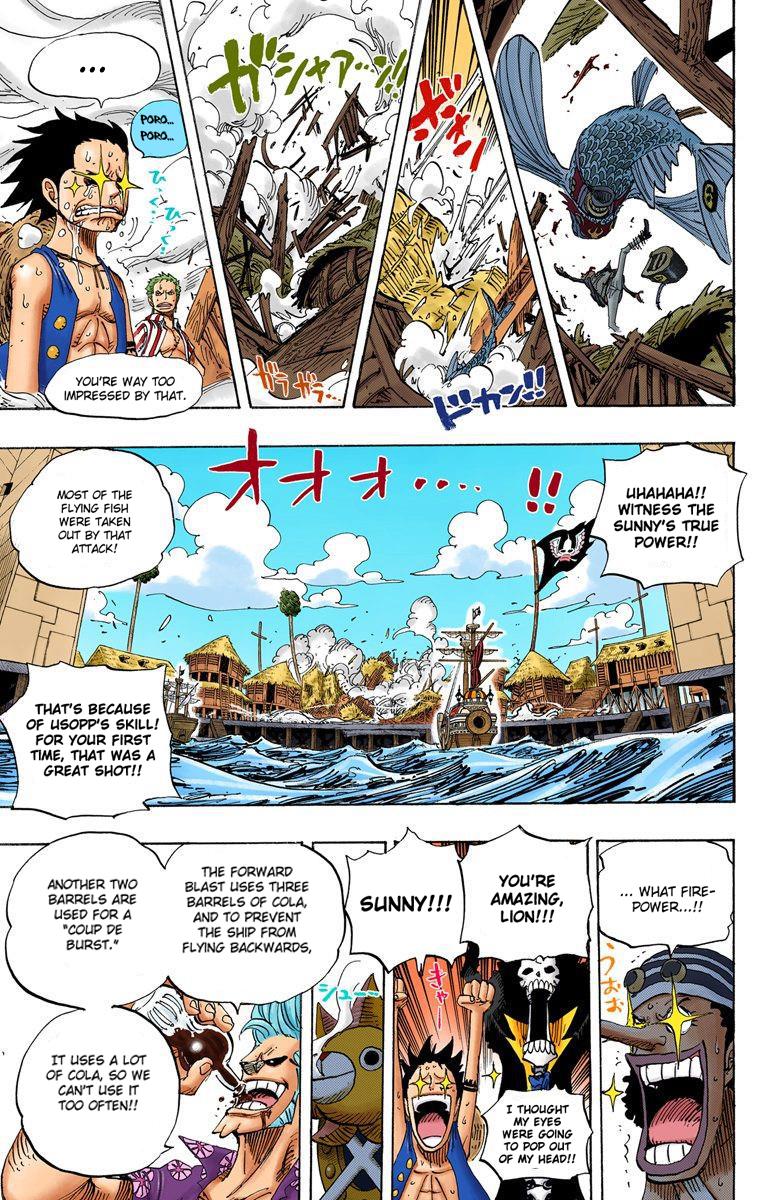 ザオオ
ドカン!!
ガシャアーン!!
ガラガラ…
...
PORO...
PORO...
ひっく…
ひっく…!
YOU'RE WAY TOO
IMPRESSED BY THAT.
オオォ....!!
UHAHAHA!!
WITNESS THE
SUNNY'S TRUE
POWER!!
MOST OF THE
FLYING FISH
WERE TAKEN
OUT BY THAT
ATTACK!
THAT'S BECAUSE
OF USOPP'S SKILL!
FOR YOUR FIRST
TIME, THAT WAS A
GREAT SHOT!!
... WHAT FIRE-
POWER...!!
うおお
YOU'RE
AMAZING,
LION!!!
I THOUGHT
MY EYES
WERE GOING
TO POP OUT
OF MY HEAD!!
SUNNY!!!
きゃー
シュー…
THE FORWARD
BLAST USES THREE
BARRELS OF COLA,
AND TO PREVENT
THE SHIP FROM
FLYING BACKWARDS,
ANOTHER TWO
BARRELS ARE
USED FOR A
"COUP DE
BURST."
IT USES A LOT
OF COLA, SO WE
CAN'T USE IT
TOO OFTEN!!